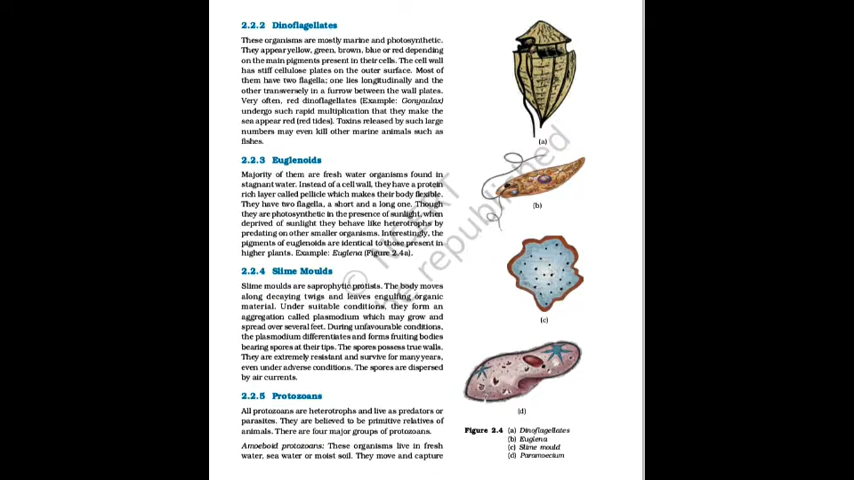 2.2.2 Dinoflagellates
These organisms are mostly marine and photosynthetic.
They appear yellow, green, brown, blue or red depending
on the main pigments present in their cells. The cell wall
has stiff cellulose plates on the outer surface. Most of
them have two flagella; one lies longitudinally and the
other transversely in a furrow between the wall plates.
Very often, red dinoflagellates (Example: Gonyaulax)
undergo such rapid multiplication that they make the
sea appear red (red tides). Toxins released by such large
numbers may even kill other marine animals such as
fishes.
2.2.3 Euglenoids
Majority of them are fresh water organisms found in
stagnant water. Instead of a cell wall, they have a protein
rich layer called pellicle which makes their body flexible.
They have two flagella, a short and a long one. Though
they are photosynthetic in the presence of sunlight, when
deprived of sunlight they behave like heterotrophs by
predating on other smaller organisms. Interestingly, the
pigments of euglenoids are identical to those present in
higher plants. Example: Euglena (Figure 2.4a).
2.2.4 Slime Moulds
Slime moulds are saprophytic protists. The body moves
along decaying twigs and leaves engulfing organic
material. Under suitable conditions, they form an
aggregation called plasmodium which may grow and
spread over several feet. During unfavourable conditions,
the plasmodium differentiates and forms fruiting bodies
bearing spores at their tips. The spores possess true walls.
They are extremely resistant and survive for many years,
even under adverse conditions. The spores are dispersed
by air currents.
2.2.5 Protozoans
All protozoans are heterotrophs and live as predators or
parasites. They are believed to be primitive relatives of
animals. There are four major groups of protozoans.
Amoeboid protozoans: These organisms live in fresh
water, sea water or moist soil. They move and capture
(a)
(b)
(c)
(d)
Figure 2.4 (a) Dinoflagellates
(b) Euglena
(c) Slime mould
(d) Paramoecium
© NCERT
be republished